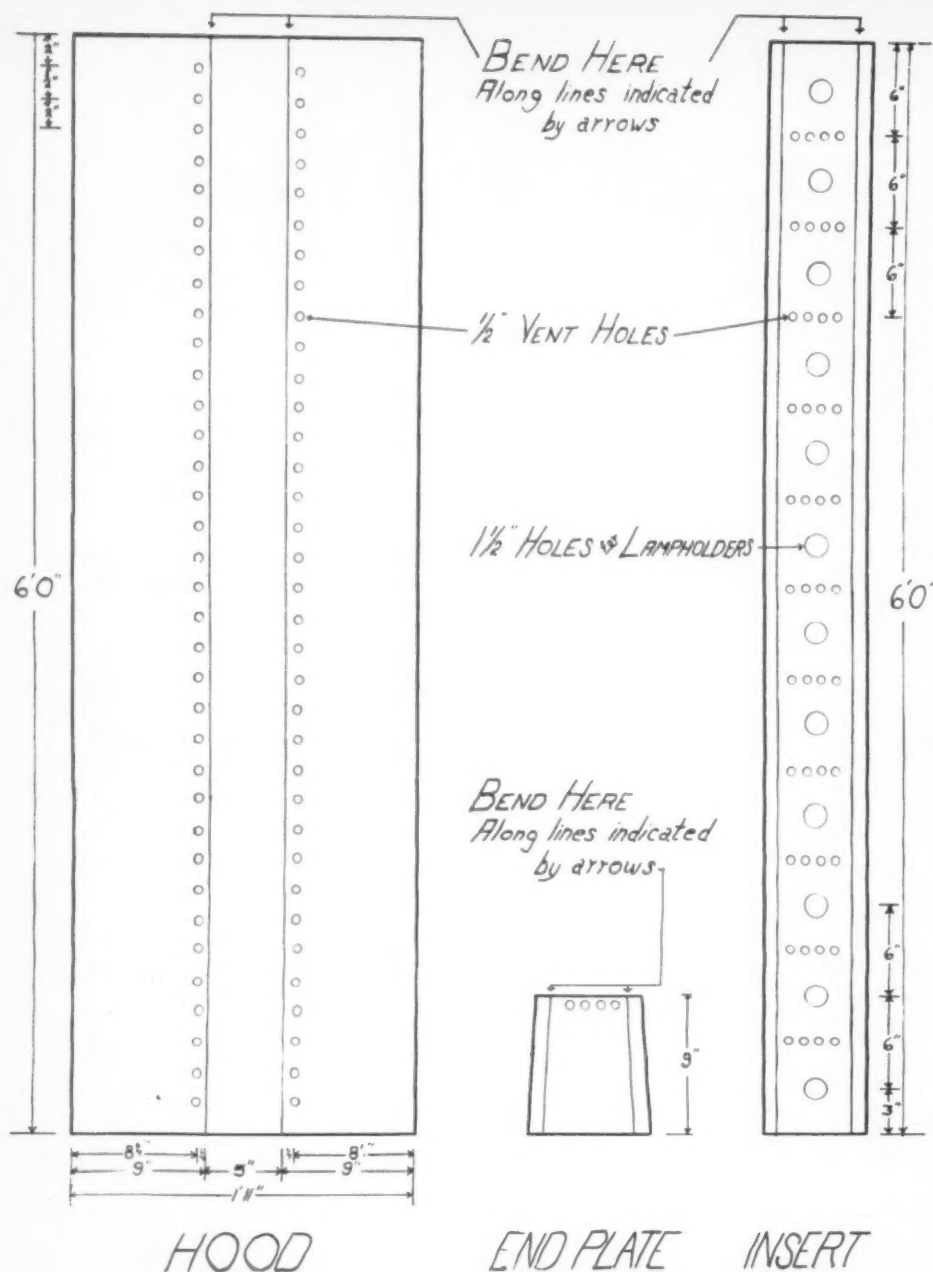 BEND HERE
Along lines indicated
by arrows
6"
6"
6"
½" VENT HOLES
1½" HOLES LAMPHOLDERS
6'0"
6'0"
BEND HERE
Along lines indicated
by arrows
9"
6"
6"
3"
9" 5" 9"
1'11"
HOOD END PLATE INSERT